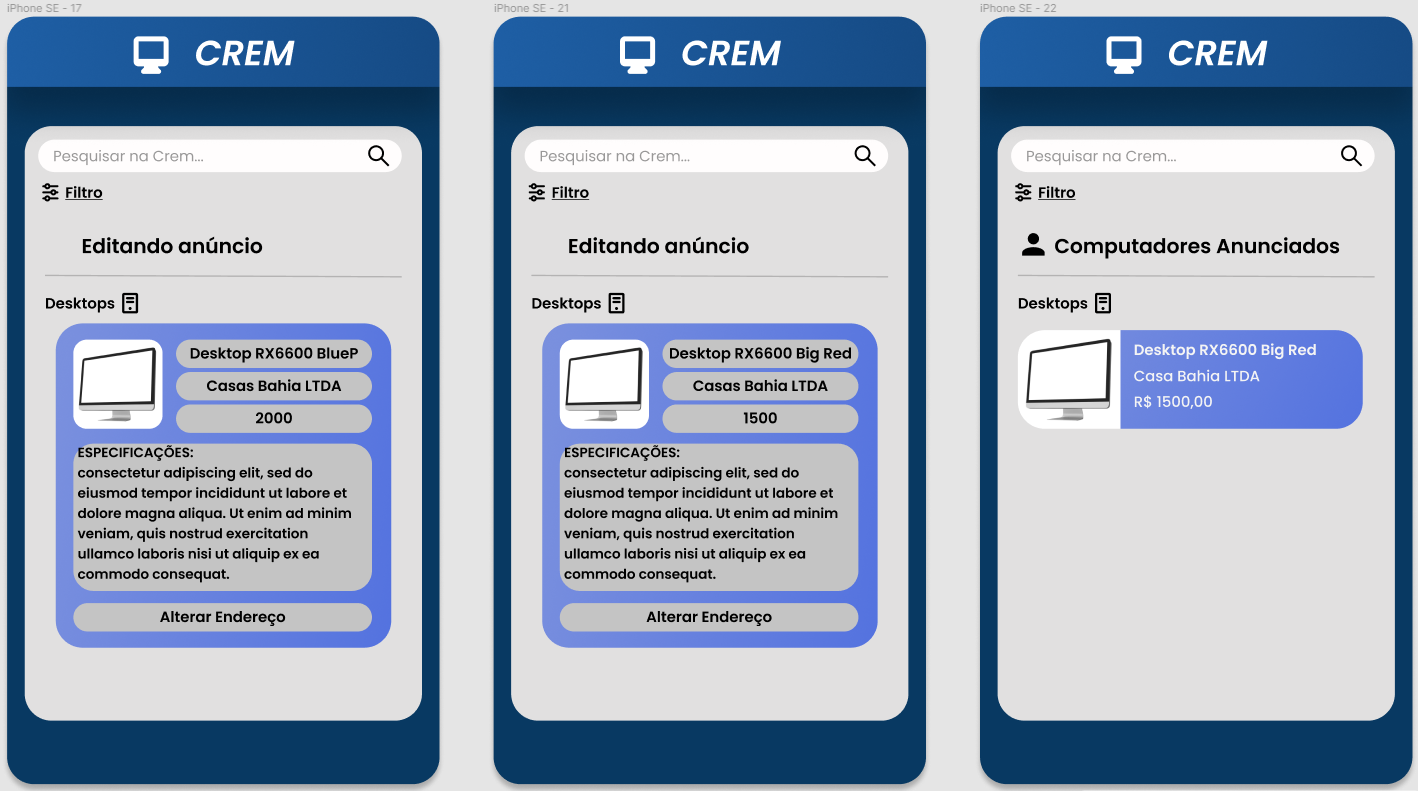 iPhone SE - 17
CREM
Pesquisar na Crem...
Filtro
Editando anúncio
Desktops
Desktop RX6600 BlueP
Casas Bahia LTDA
2000
ESPECIFICAÇÕES:
consectetur adipiscing elit, sed do
eiusmod tempor incididunt ut labore et
dolore magna aliqua. Ut enim ad minim
veniam, quis nostrud exercitation
ullamco laboris nisi ut aliquip ex ea
commodo consequat.
Alterar Endereço
iPhone SE - 21
CREM
Pesquisar na Crem...
Filtro
Editando anúncio
Desktops
Desktop RX6600 Big Red
Casas Bahia LTDA
1500
ESPECIFICAÇÕES:
consectetur adipiscing elit, sed do
eiusmod tempor incididunt ut labore et
dolore magna aliqua. Ut enim ad minim
veniam, quis nostrud exercitation
ullamco laboris nisi ut aliquip ex ea
commodo consequat.
Alterar Endereço
iPhone SE - 22
CREM
Pesquisar na Crem...
Filtro
Computadores Anunciados
Desktops
Desktop RX6600 Big Red
Casa Bahia LTDA
R$ 1500,00